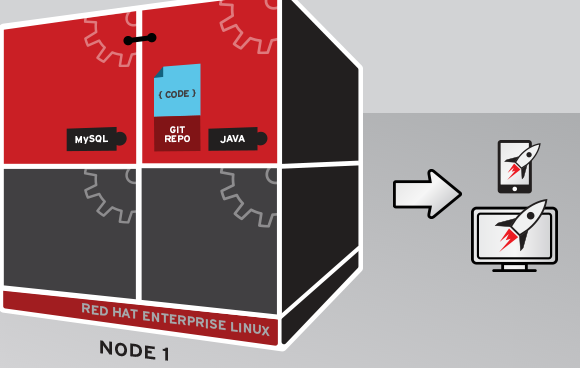 { CODE }
GIT
REPO
MySQL
JAVA
RED HAT ENTERPRISE LINUX
NODE 1